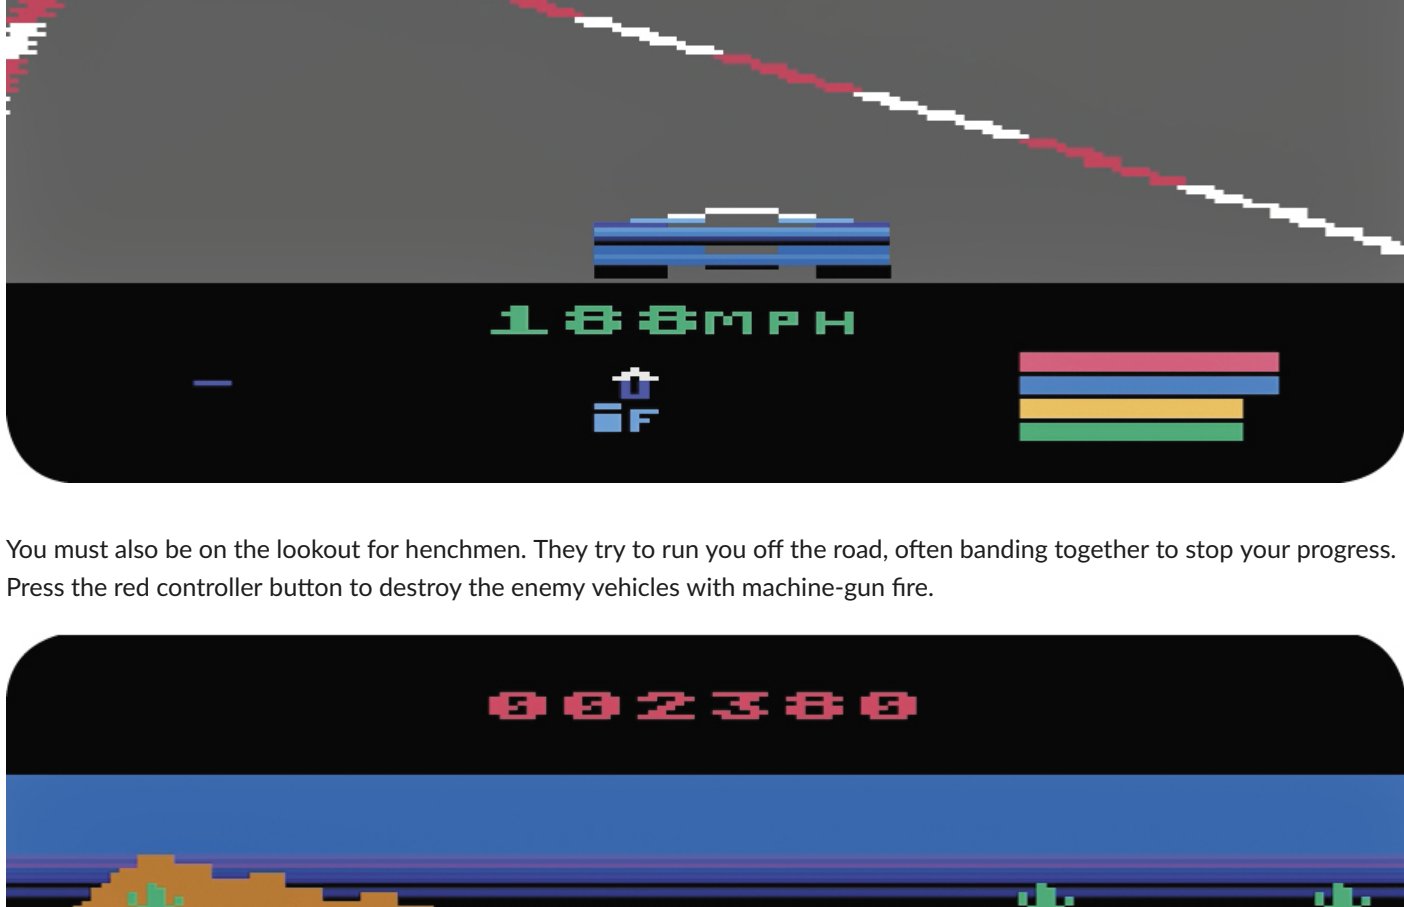 188MPH
F
You must also be on the lookout for henchmen. They try to run you off the road, often banding together to stop your progress.
Press the red controller button to destroy the enemy vehicles with machine-gun fire.
002380